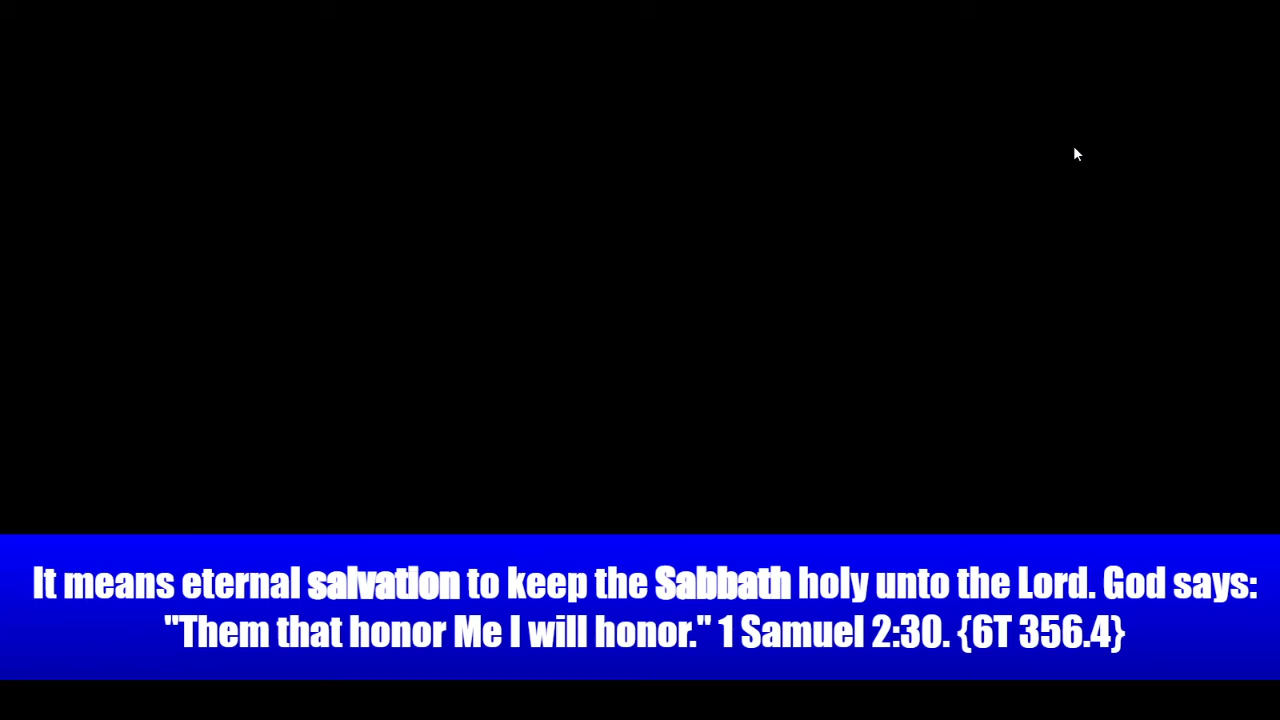 It means eternal salvation to keep the Sabbath holy unto the Lord. God says:
"Them that honor Me I will honor." 1 Samuel 2:30. {6T 356.4}